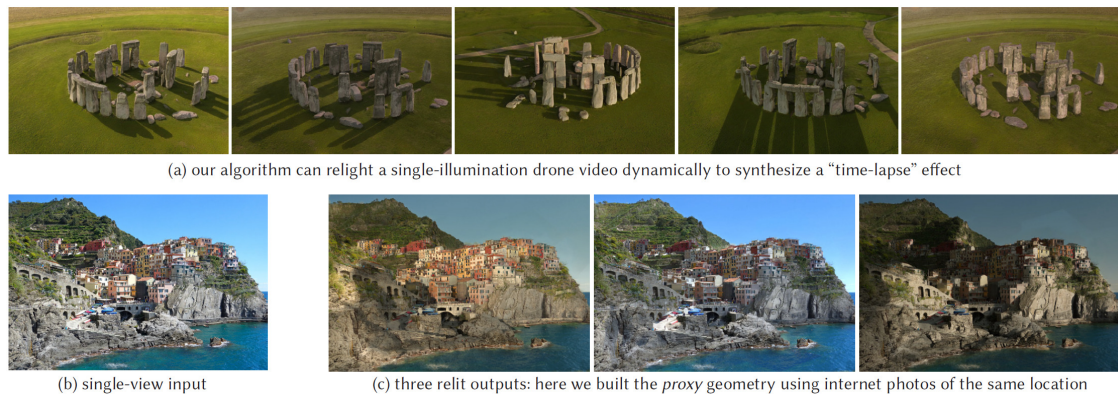 (a) our algorithm can relight a single-illumination drone video dynamically to synthesize a “time-lapse” effect
(b) single-view input
(c) three relit outputs: here we built the proxy geometry using internet photos of the same location